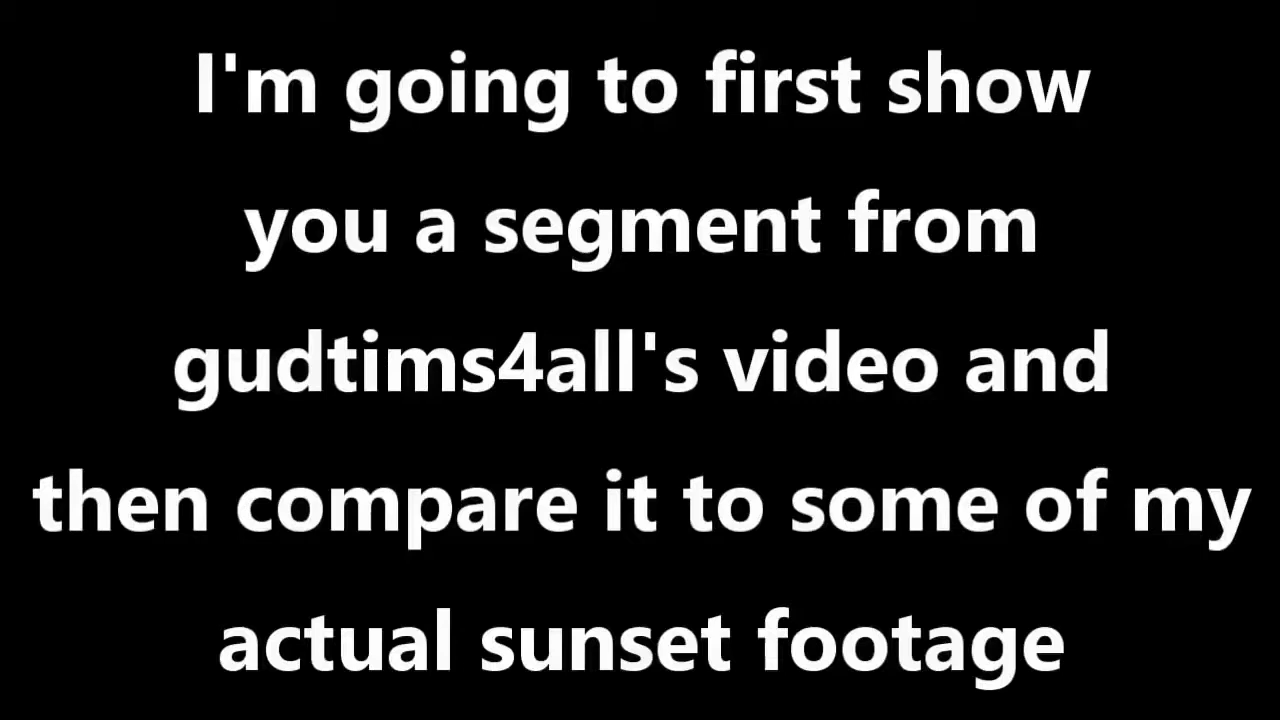 I'm going to first show
you a segment from
gudtims4all's video and
then compare it to some of my
actual sunset footage